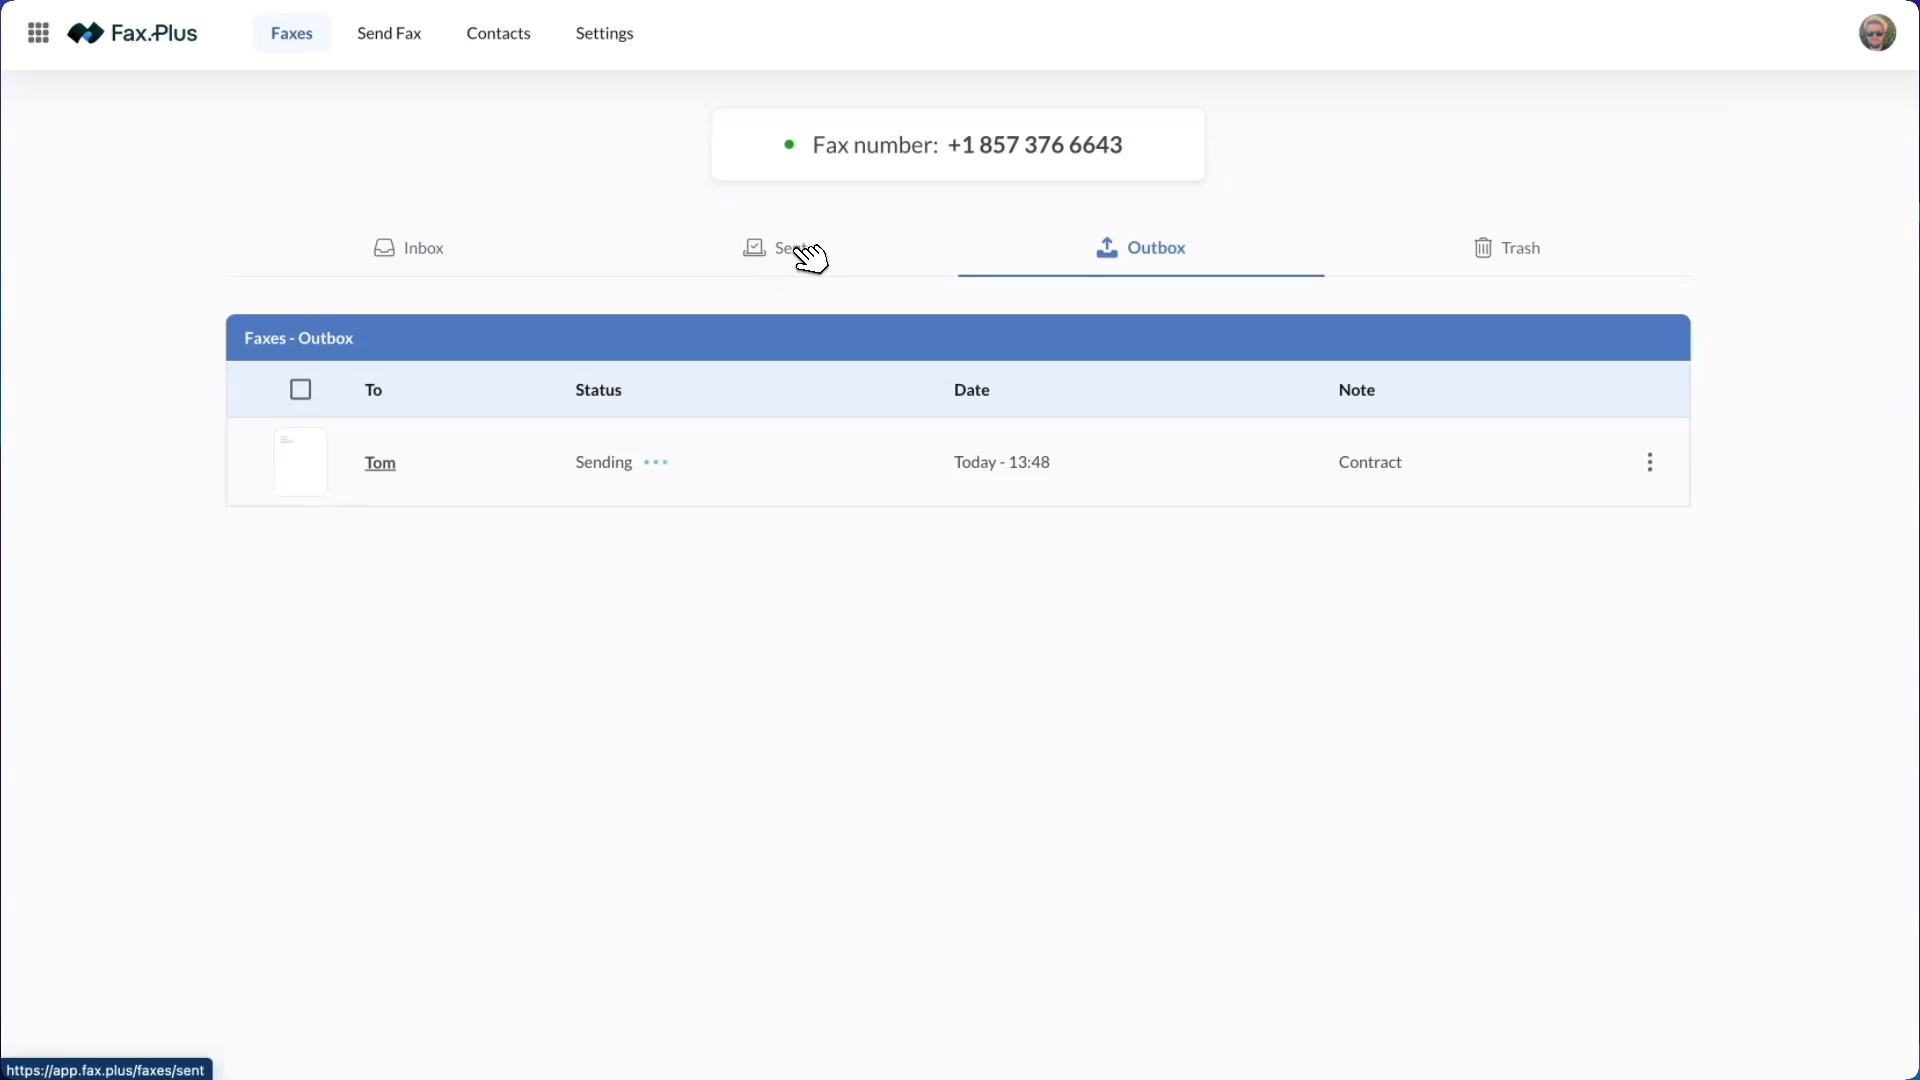 Fax.Plus
Faxes
Send Fax
Contacts
Settings
Fax number: +1 857 376 6643
Inbox
Sent
Outbox
Trash
Faxes - Outbox
To
Status
Date
Note
Tom
Sending
Today - 13:48
Contract
https://app.fax.plus/faxes/sent